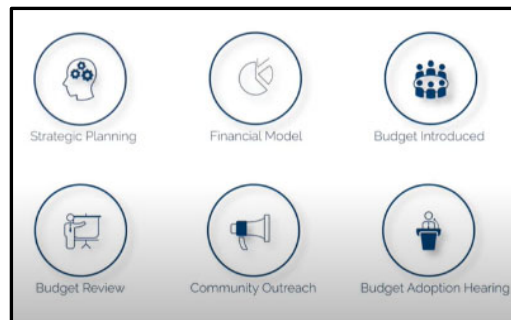 Strategic Planning
Financial Model
Budget Introduced
Budget Review
Community Outreach
Budget Adoption Hearing